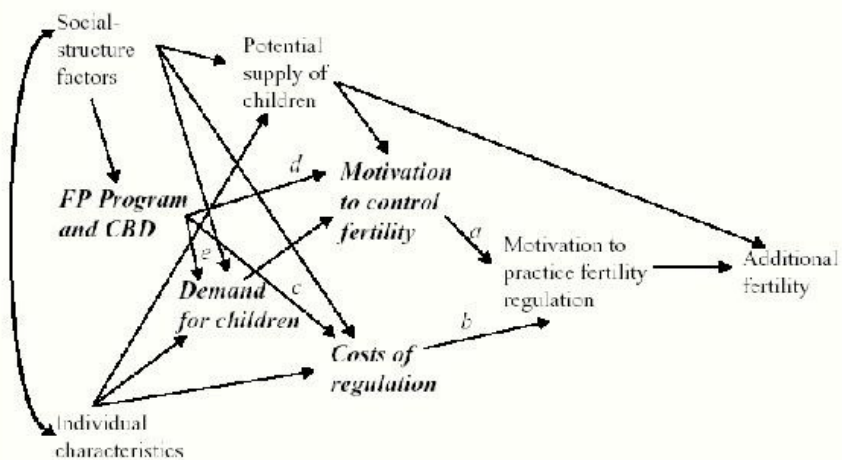 Social-
structure
factors
Potential
supply of
children
FP Program
and CBD
d
Motivation
to control
fertility
a
e
Demand
for children
c
Motivation to
practice fertility
regulation
Additional
fertility
b
Costs of
regulation
Individual
characteristics